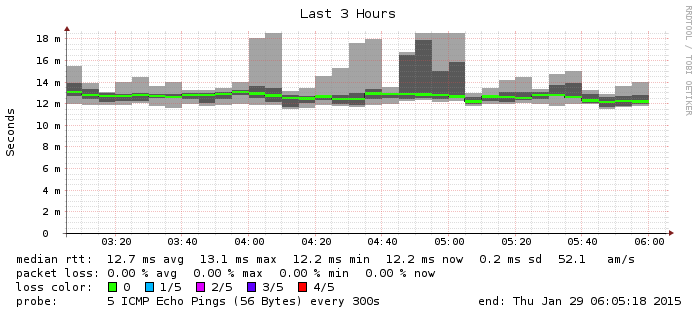 Last 3 Hours
RRDTOOL / TOBI OETIKER
Seconds
18 m
16 m
14 m
12 m
10 m
8 m
6 m
4 m
2 m
0
03:20 03:40 04:00 04:20 04:40 05:00 05:20 05:40 06:00
median rtt: 12.7 ms avg 13.1 ms max 12.2 ms min 12.2 ms now 0.2 ms sd 52.1 am/s
packet loss: 0.00 % avg 0.00 % max 0.00 % min 0.00 % now
loss color: 0 1/5 2/5 3/5 4/5
probe: 5 ICMP Echo Pings (56 Bytes) every 300s end: Thu Jan 29 06:05:18 2015